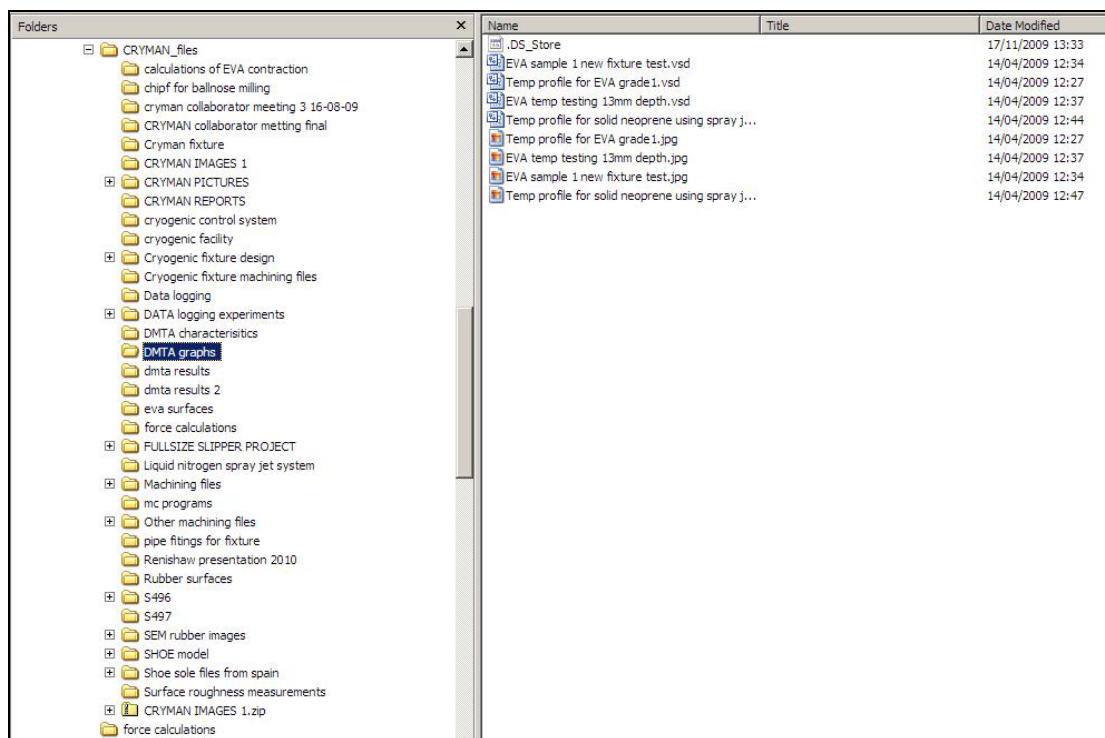 Folders
CRYMAN_files
calculations of EVA contraction
chipf for ballnose milling
cryman collaborator meeting 3 16-08-09
CRYMAN collaborator metting final
Cryman fixture
CRYMAN IMAGES 1
CRYMAN PICTURES
CRYMAN REPORTS
cryogenic control system
cryogenic facility
Cryogenic fixture design
Cryogenic fixture machining files
Data logging
DATA logging experiments
DMTA characterisitics
DMTA graphs
dmta results
dmta results 2
eva surfaces
force calculations
FULLSIZE SLIPPER PROJECT
Liquid nitrogen spray jet system
Machining files
mc programs
Other machining files
pipe fitings for fixture
Renishaw presentation 2010
Rubber surfaces
S496
S497
SEM rubber images
SHOE model
Shoe sole files from spain
Surface roughness measurements
CRYMAN IMAGES 1.zip
force calculations
Name Title Date Modified
.DS_Store 17/11/2009 13:33
EVA sample 1 new fixture test.vsd 14/04/2009 12:34
Temp profile for EVA grade1.vsd 14/04/2009 12:27
EVA temp testing 13mm depth.vsd 14/04/2009 12:37
Temp profile for solid neoprene using spray j... 14/04/2009 12:44
Temp profile for EVA grade1.jpg 14/04/2009 12:27
EVA temp testing 13mm depth.jpg 14/04/2009 12:37
EVA sample 1 new fixture test.jpg 14/04/2009 12:34
Temp profile for solid neoprene using spray j... 14/04/2009 12:47